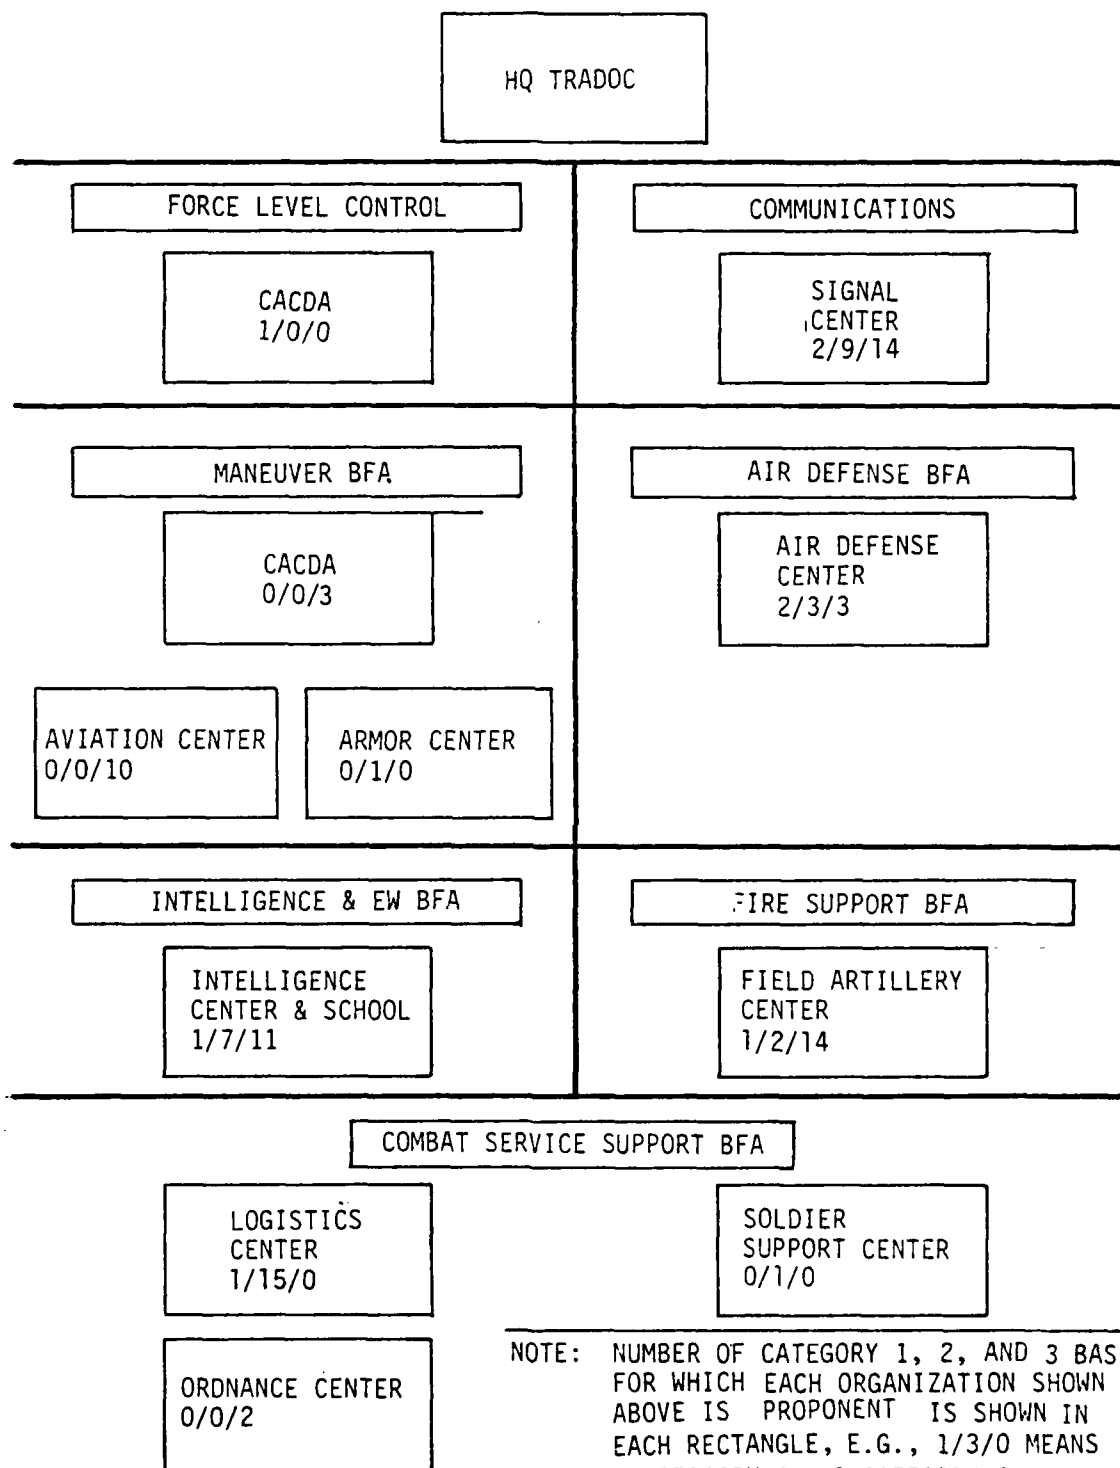 HQ TRADOC
FORCE LEVEL CONTROL
CACDA
1/0/0
COMMUNICATIONS
SIGNAL
CENTER
2/9/14
MANEUVER BFA
CACDA
0/0/3
AVIATION CENTER
0/0/10
ARMOR CENTER
0/1/0
AIR DEFENSE BFA
AIR DEFENSE
CENTER
2/3/3
INTELLIGENCE & EW BFA
INTELLIGENCE
CENTER & SCHOOL
1/7/11
FIRE SUPPORT BFA
FIELD ARTILLERY
CENTER
1/2/14
COMBAT SERVICE SUPPORT BFA
LOGISTICS
CENTER
1/15/0
SOLDIER
SUPPORT CENTER
0/1/0
ORDNANCE CENTER
0/0/2
NOTE: NUMBER OF CATEGORY 1, 2, AND 3 BAS
FOR WHICH EACH ORGANIZATION SHOWN
ABOVE IS PROPONENT IS SHOWN IN
EACH RECTANGLE, E.G., 1/3/0 MEANS